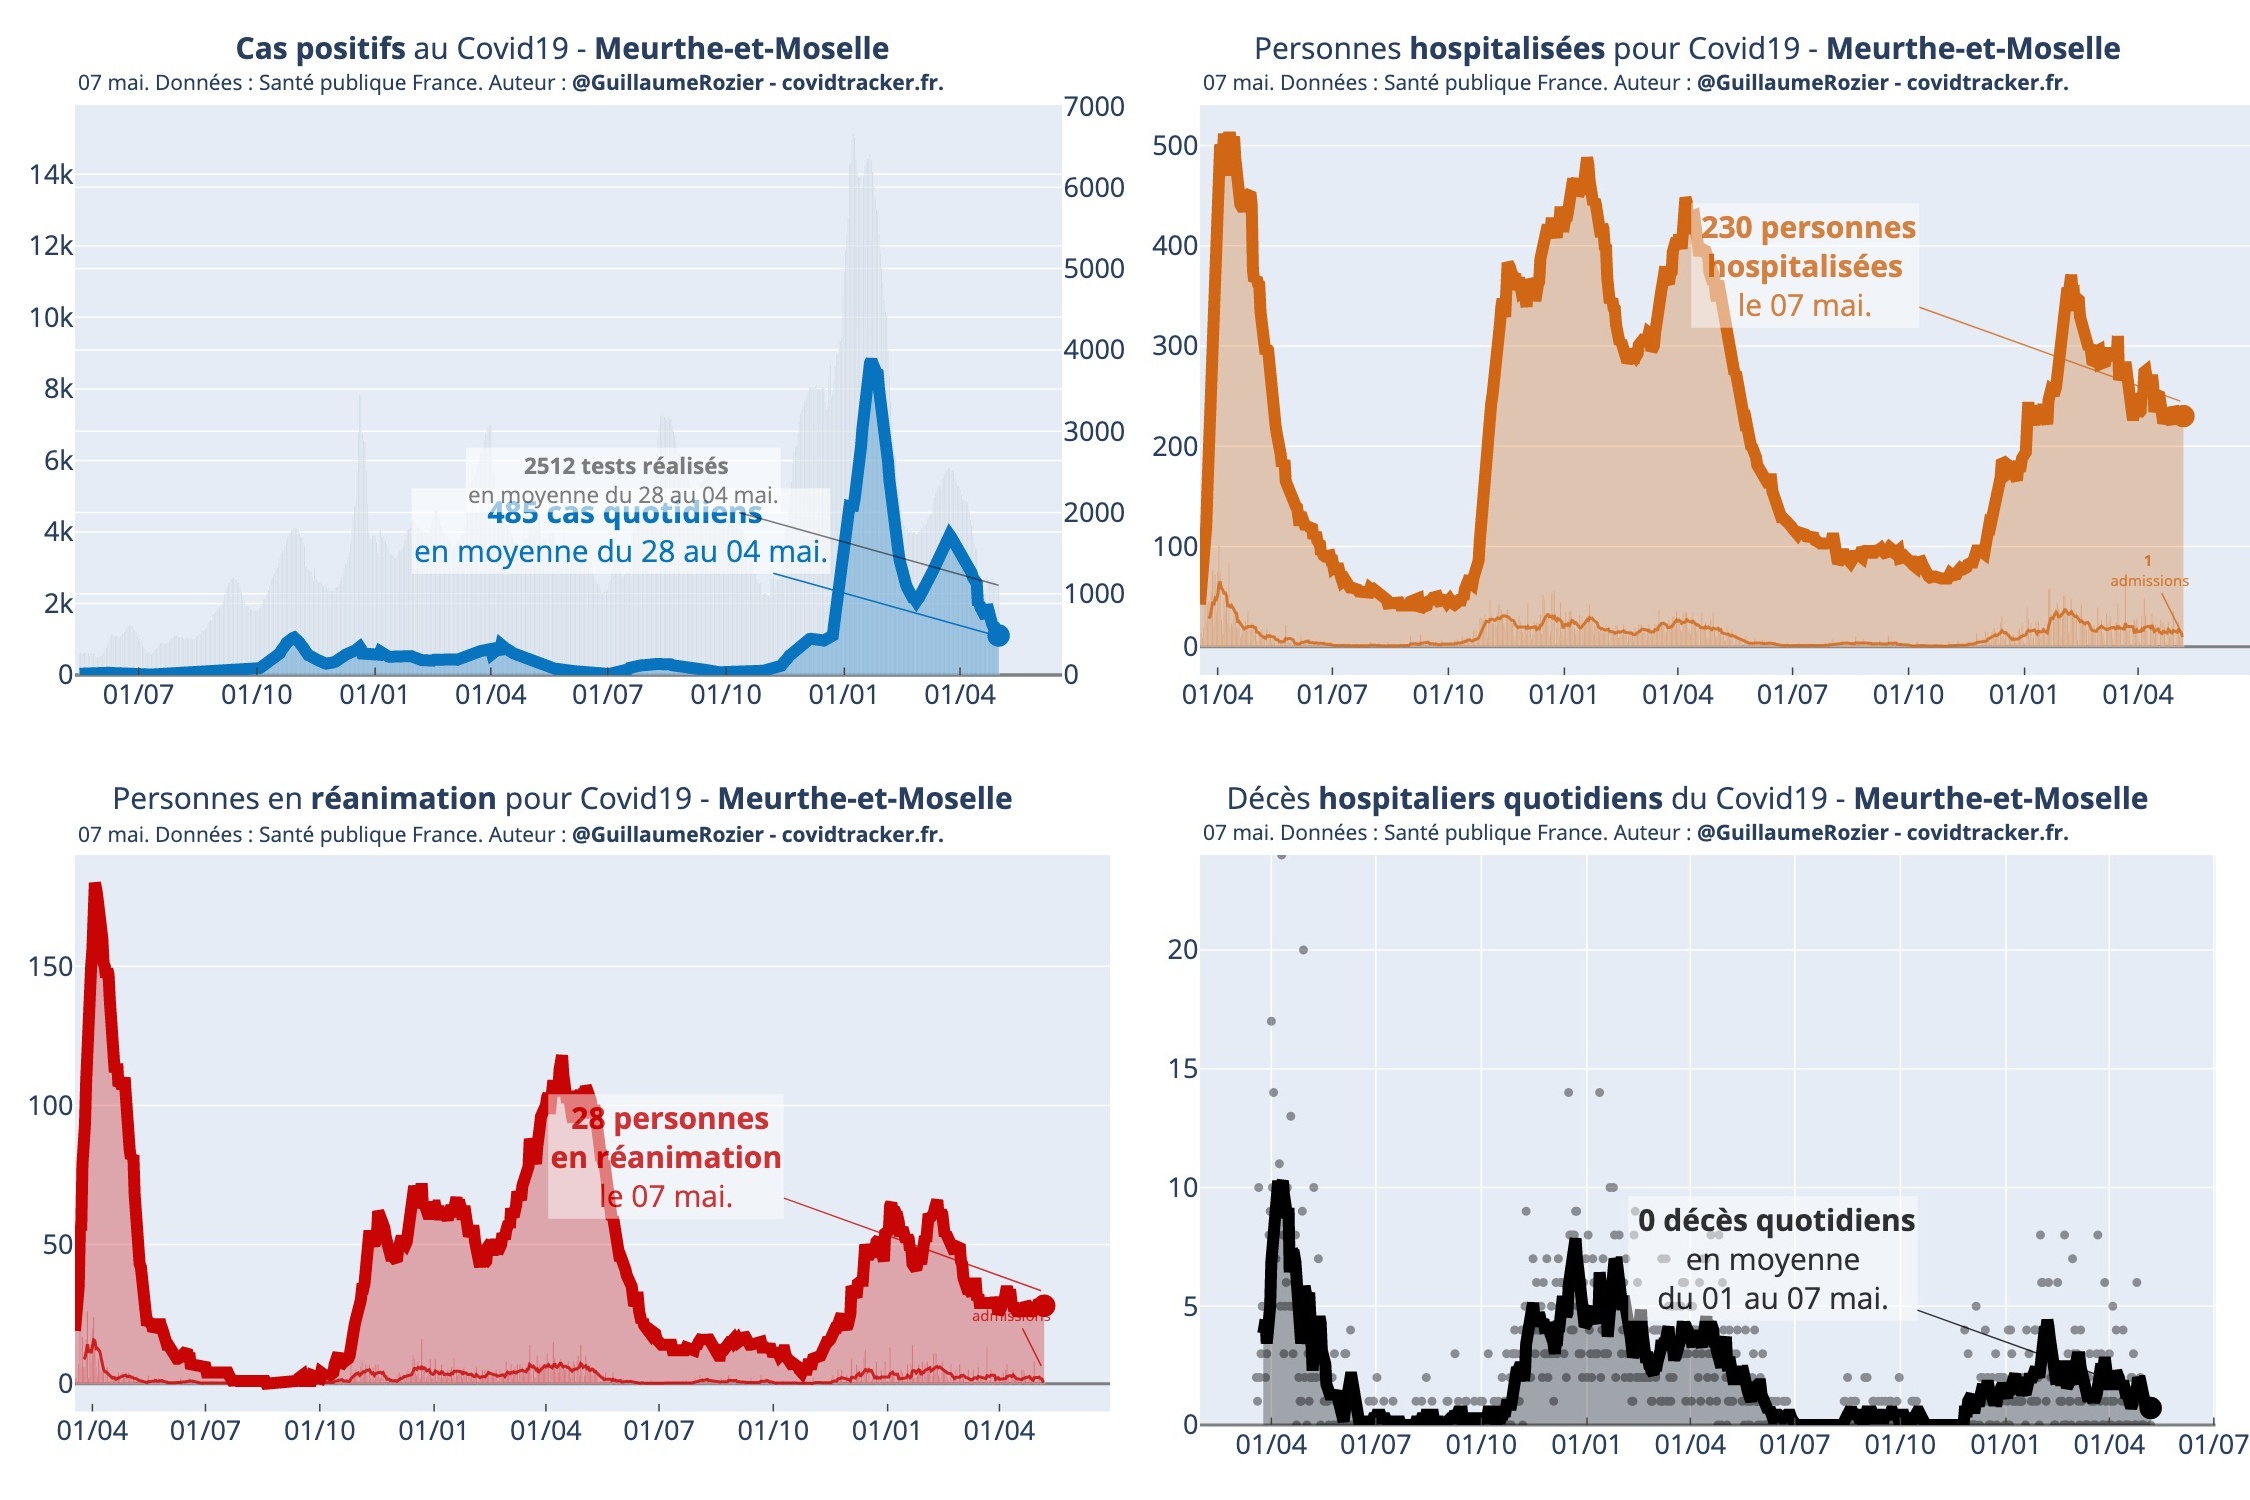 Cas positifs au Covid19 - Meurthe-et-Moselle
07 mai. Données : Santé publique France. Auteur : @GuillaumeRozier - covidtracker.fr.
7000
14k
6000
12k
5000
10k
4000
8k
3000
6k
2512 tests réalisés
en moyenne du 28 au 04 mai.
485 cas quotidiens
2000
4k
en moyenne du 28 au 04 mai.
1000
2k
0
0
01/07 01/10 01/01 01/04 01/07 01/10 01/01 01/04
Personnes hospitalisées pour Covid19 - Meurthe-et-Moselle
07 mai. Données : Santé publique France. Auteur : @GuillaumeRozier - covidtracker.fr.
500
230 personnes
400
hospitalisées
le 07 mai.
300
200
100
1
admissions
0
01/04 01/07 01/10 01/01 01/04 01/07 01/10 01/01 01/04
Personnes en réanimation pour Covid19 - Meurthe-et-Moselle
07 mai. Données : Santé publique France. Auteur : @GuillaumeRozier - covidtracker.fr.
150
100
28 personnes
en réanimation
le 07 mai.
50
admissions
0
01/04 01/07 01/10 01/01 01/04 01/07 01/10 01/01 01/04
Décès hospitaliers quotidiens du Covid19 - Meurthe-et-Moselle
07 mai. Données : Santé publique France. Auteur : @GuillaumeRozier - covidtracker.fr.
20
15
10
0 décès quotidiens
en moyenne
du 01 au 07 mai.
5
0
01/04 01/07 01/10 01/01 01/04 01/07 01/10 01/01 01/04 01/07